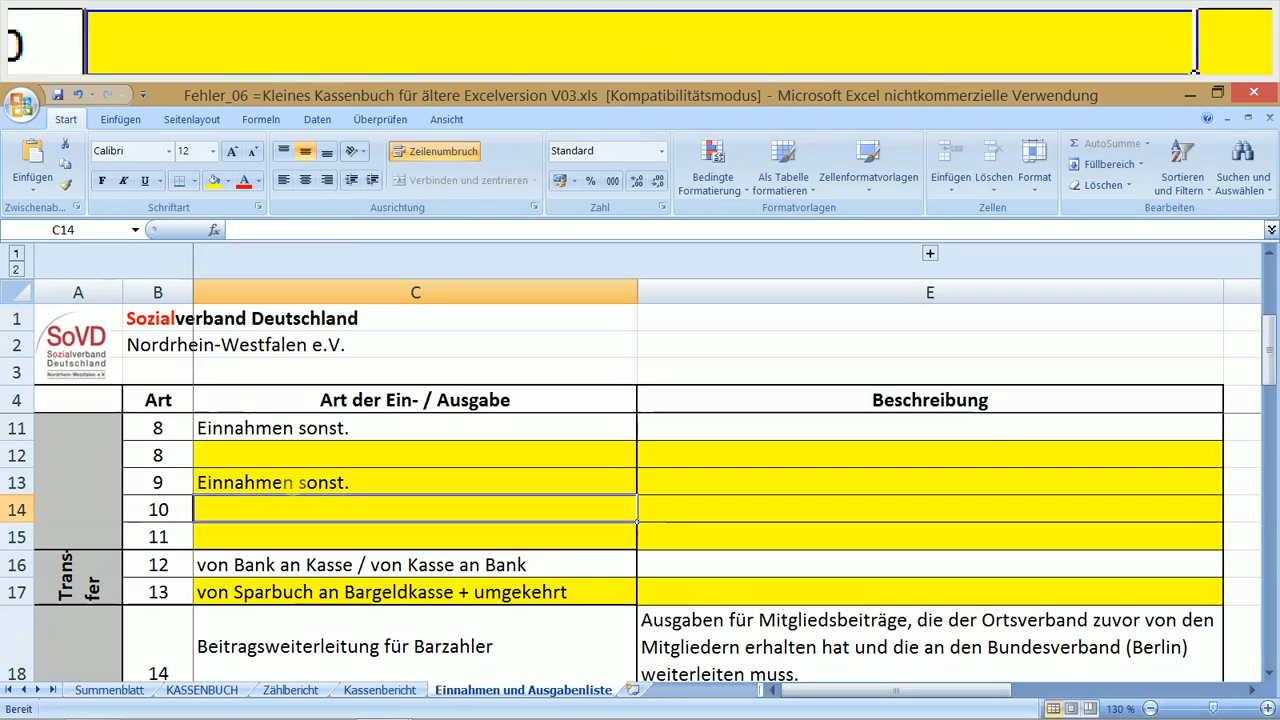 Fehler_06 =Kleines Kassenbuch für ältere Excelversion V03.xls [Kompatibilitätsmodus] - Microsoft Excel nichtkommerzielle Verwendung
Start Einfügen Seitenlayout Formeln Daten Überprüfen Ansicht
Calibri 12 Zeilenumbruch Standard AutoSumme
Füllbereich
Einfügen F K U Verbinden und zentrieren % 000 Bedingte Formatierung Als Tabelle formatieren Zellenformatvorlagen Einfügen Löschen Format Löschen Sortieren und Filtern Suchen und Auswählen
Zwischenab... Schriftart Ausrichtung Zahl Formatvorlagen Zellen Bearbeiten
C14 fx
1
2
A B C E
1 Sozialverband Deutschland
SoVD
Sozialverband
Deutschland
Nordrhein-Westfalen e.V.
2 Nordrhein-Westfalen e.V.
3
4 Art Art der Ein- / Ausgabe Beschreibung
11 8 Einnahmen sonst.
12 8
13 9 Einnahmen sonst.
14 10
15 11
Trans-
fer
16 12 von Bank an Kasse / von Kasse an Bank
17 13 von Sparbuch an Bargeldkasse + umgekehrt
18 14 Beitragsweiterleitung für Barzahler
Ausgaben für Mitgliedsbeiträge, die der Ortsverband zuvor von den
Mitgliedern erhalten hat und die an den Bundesverband (Berlin)
weiterleiten muss.
Summenblatt KASSENBUCH Zählbericht Kassenbericht Einnahmen und Ausgabenliste
Bereit 130 %